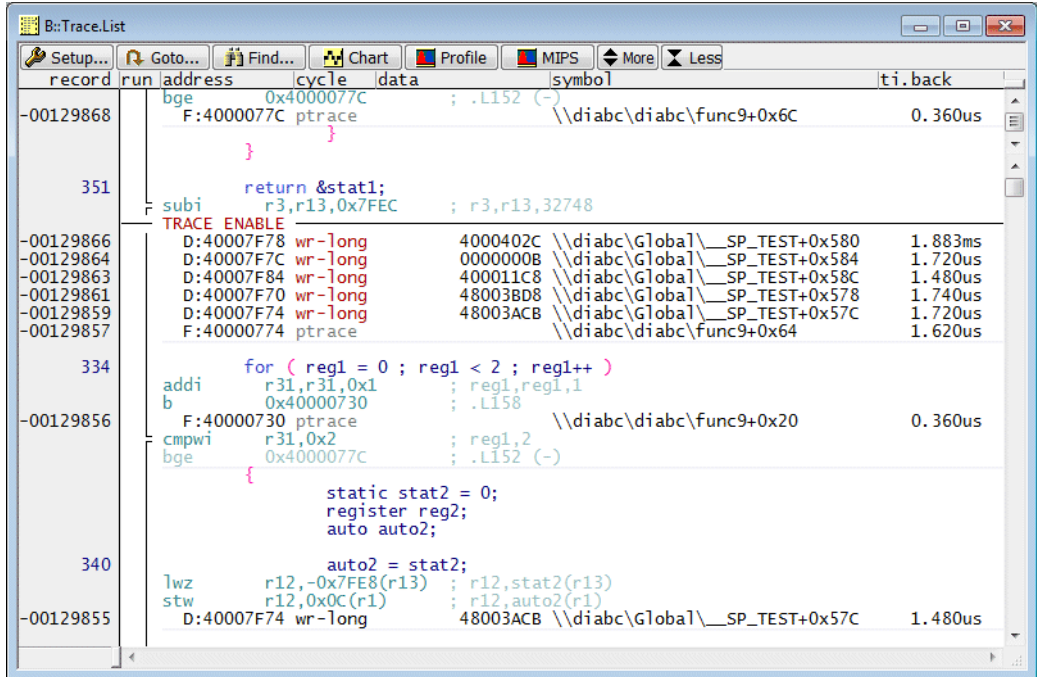 B::Trace.List
Setup... Goto... Find... Chart Profile MIPS More Less
record run address cycle data symbol ti.back
bge 0x4000077C ; .L152 (-)
-00129868 F:4000077C ptrace \\diabc\diabc\func9+0x6C 0.360us
}
}
351 return &stat1;
subi r3,r13,0x7FEC ; r3,r13,32748
TRACE ENABLE
-00129866 D:40007F78 wr-long 4000402C \\diabc\Global\__SP_TEST+0x580 1.883ms
-00129864 D:40007F7C wr-long 0000000B \\diabc\Global\__SP_TEST+0x584 1.720us
-00129863 D:40007F84 wr-long 400011C8 \\diabc\Global\__SP_TEST+0x58C 1.480us
-00129861 D:40007F70 wr-long 48003BD8 \\diabc\Global\__SP_TEST+0x578 1.740us
-00129859 D:40007F74 wr-long 48003ACB \\diabc\Global\__SP_TEST+0x57C 1.720us
-00129857 F:40000774 ptrace \\diabc\diabc\func9+0x64 1.620us
334 for ( reg1 = 0 ; reg1 < 2 ; reg1++ )
addi r31,r31,0x1 ; reg1,reg1,1
b 0x40000730 ; .L158
-00129856 F:40000730 ptrace \\diabc\diabc\func9+0x20 0.360us
cmpwi r31,0x2 ; reg1,2
bge 0x4000077C ; .L152 (-)
{
static stat2 = 0;
register reg2;
auto auto2;
340 auto2 = stat2;
lwz r12,-0x7FE8(r13) ; r12,stat2(r13)
stw r12,0x0C(r1) ; r12,auto2(r1)
-00129855 D:40007F74 wr-long 48003ACB \\diabc\Global\__SP_TEST+0x57C 1.480us